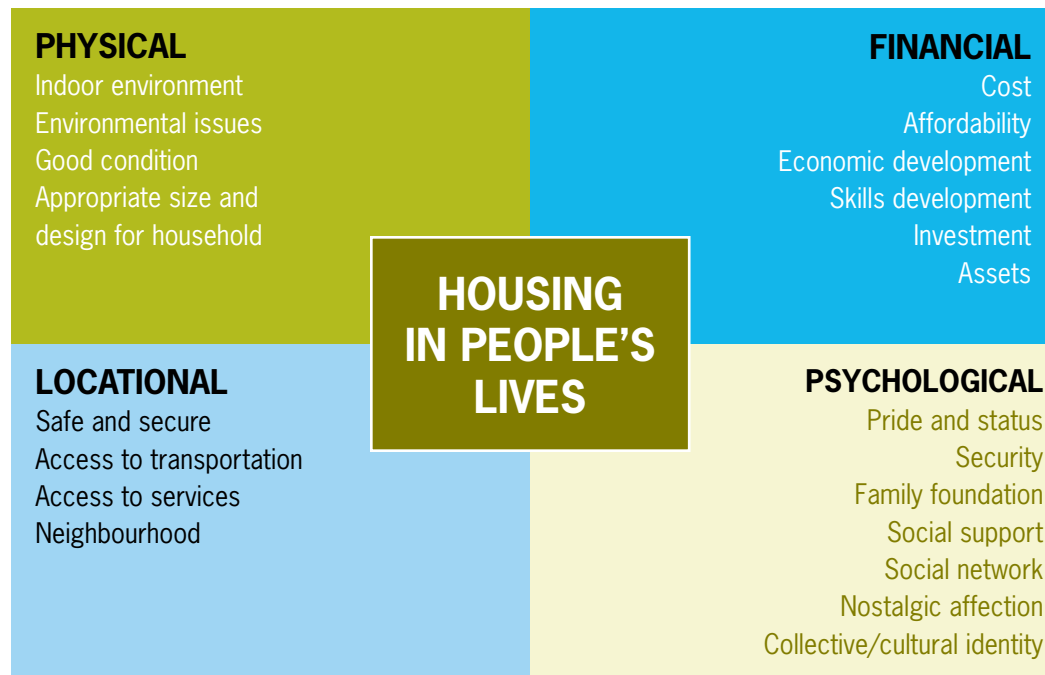 PHYSICAL
Indoor environment
Environmental issues
Good condition
Appropriate size and
design for household
FINANCIAL
Cost
Affordability
Economic development
Skills development
Investment
Assets
HOUSING
IN PEOPLE'S
LIVES
LOCATIONAL
Safe and secure
Access to transportation
Access to services
Neighbourhood
PSYCHOLOGICAL
Pride and status
Security
Family foundation
Social support
Social network
Nostalgic affection
Collective/cultural identity